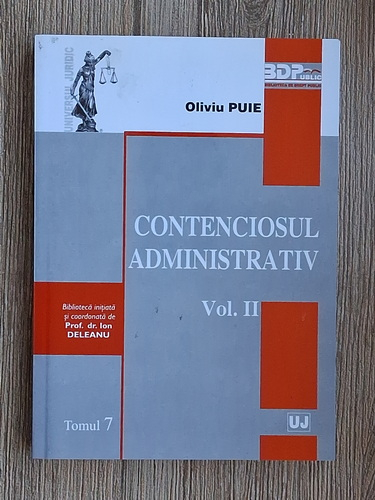 UNIVERSUL JURIDIC
BDP
PUBLIC
BIBLIOTECA DE DREPT PUBLIC
Oliviu PUIE
CONTENCIOSUL
ADMINISTRATIV
Vol. II
Bibliotecă inițiată
și coordonată de
Prof. dr. Ion
DELEANU
Tomul 7
UJ